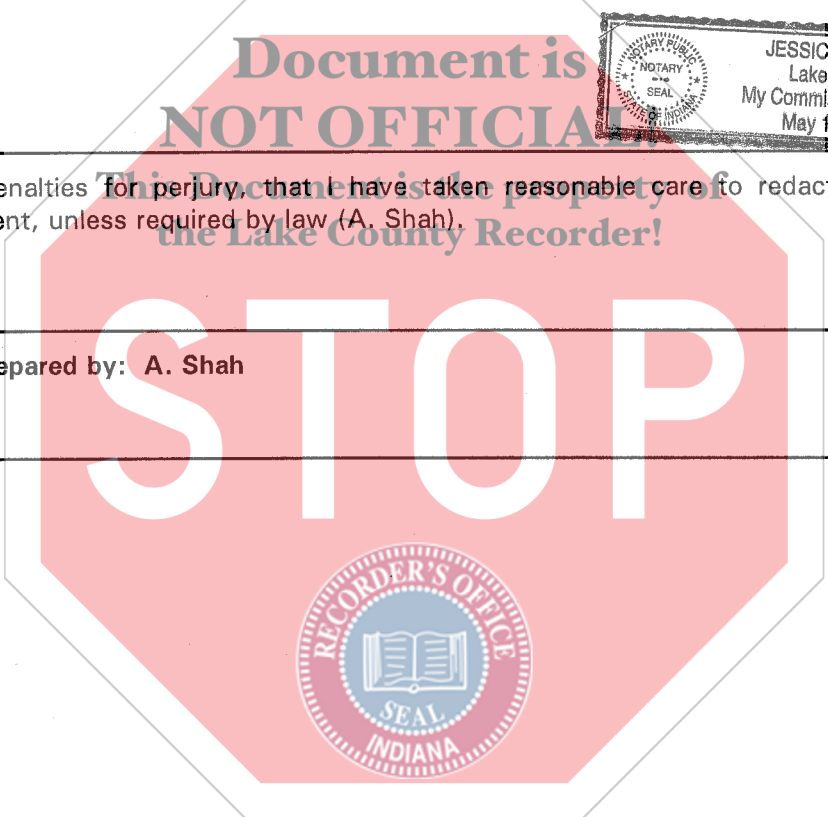 Document is
NOT OFFICIAL
JESSIC
Lake
My Commi
May 1
NOTARY PUBLIC
NOTARY
SEAL
STATE OF INDIANA
This Document is the property of
enalties for perjury, that I have taken reasonable care to redact
the Lake County Recorder!
ent, unless required by law (A. Shah).
STOP
epared by: A. Shah
RECORDER'S OFFICE
SEAL
INDIANA